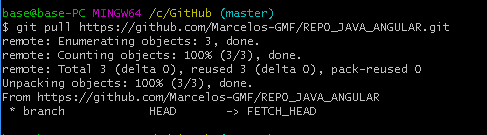 base@base-PC MINGW64 /c/GitHub (master)
$ git pull https://github.com/Marcelos-GMF/REPO_JAVA_ANGULAR.git
remote: Enumerating objects: 3, done.
remote: Counting objects: 100% (3/3), done.
remote: Total 3 (delta 0), reused 3 (delta 0), pack-reused 0
Unpacking objects: 100% (3/3), done.
From https://github.com/Marcelos-GMF/REPO_JAVA_ANGULAR
 * branch            HEAD       -> FETCH_HEAD